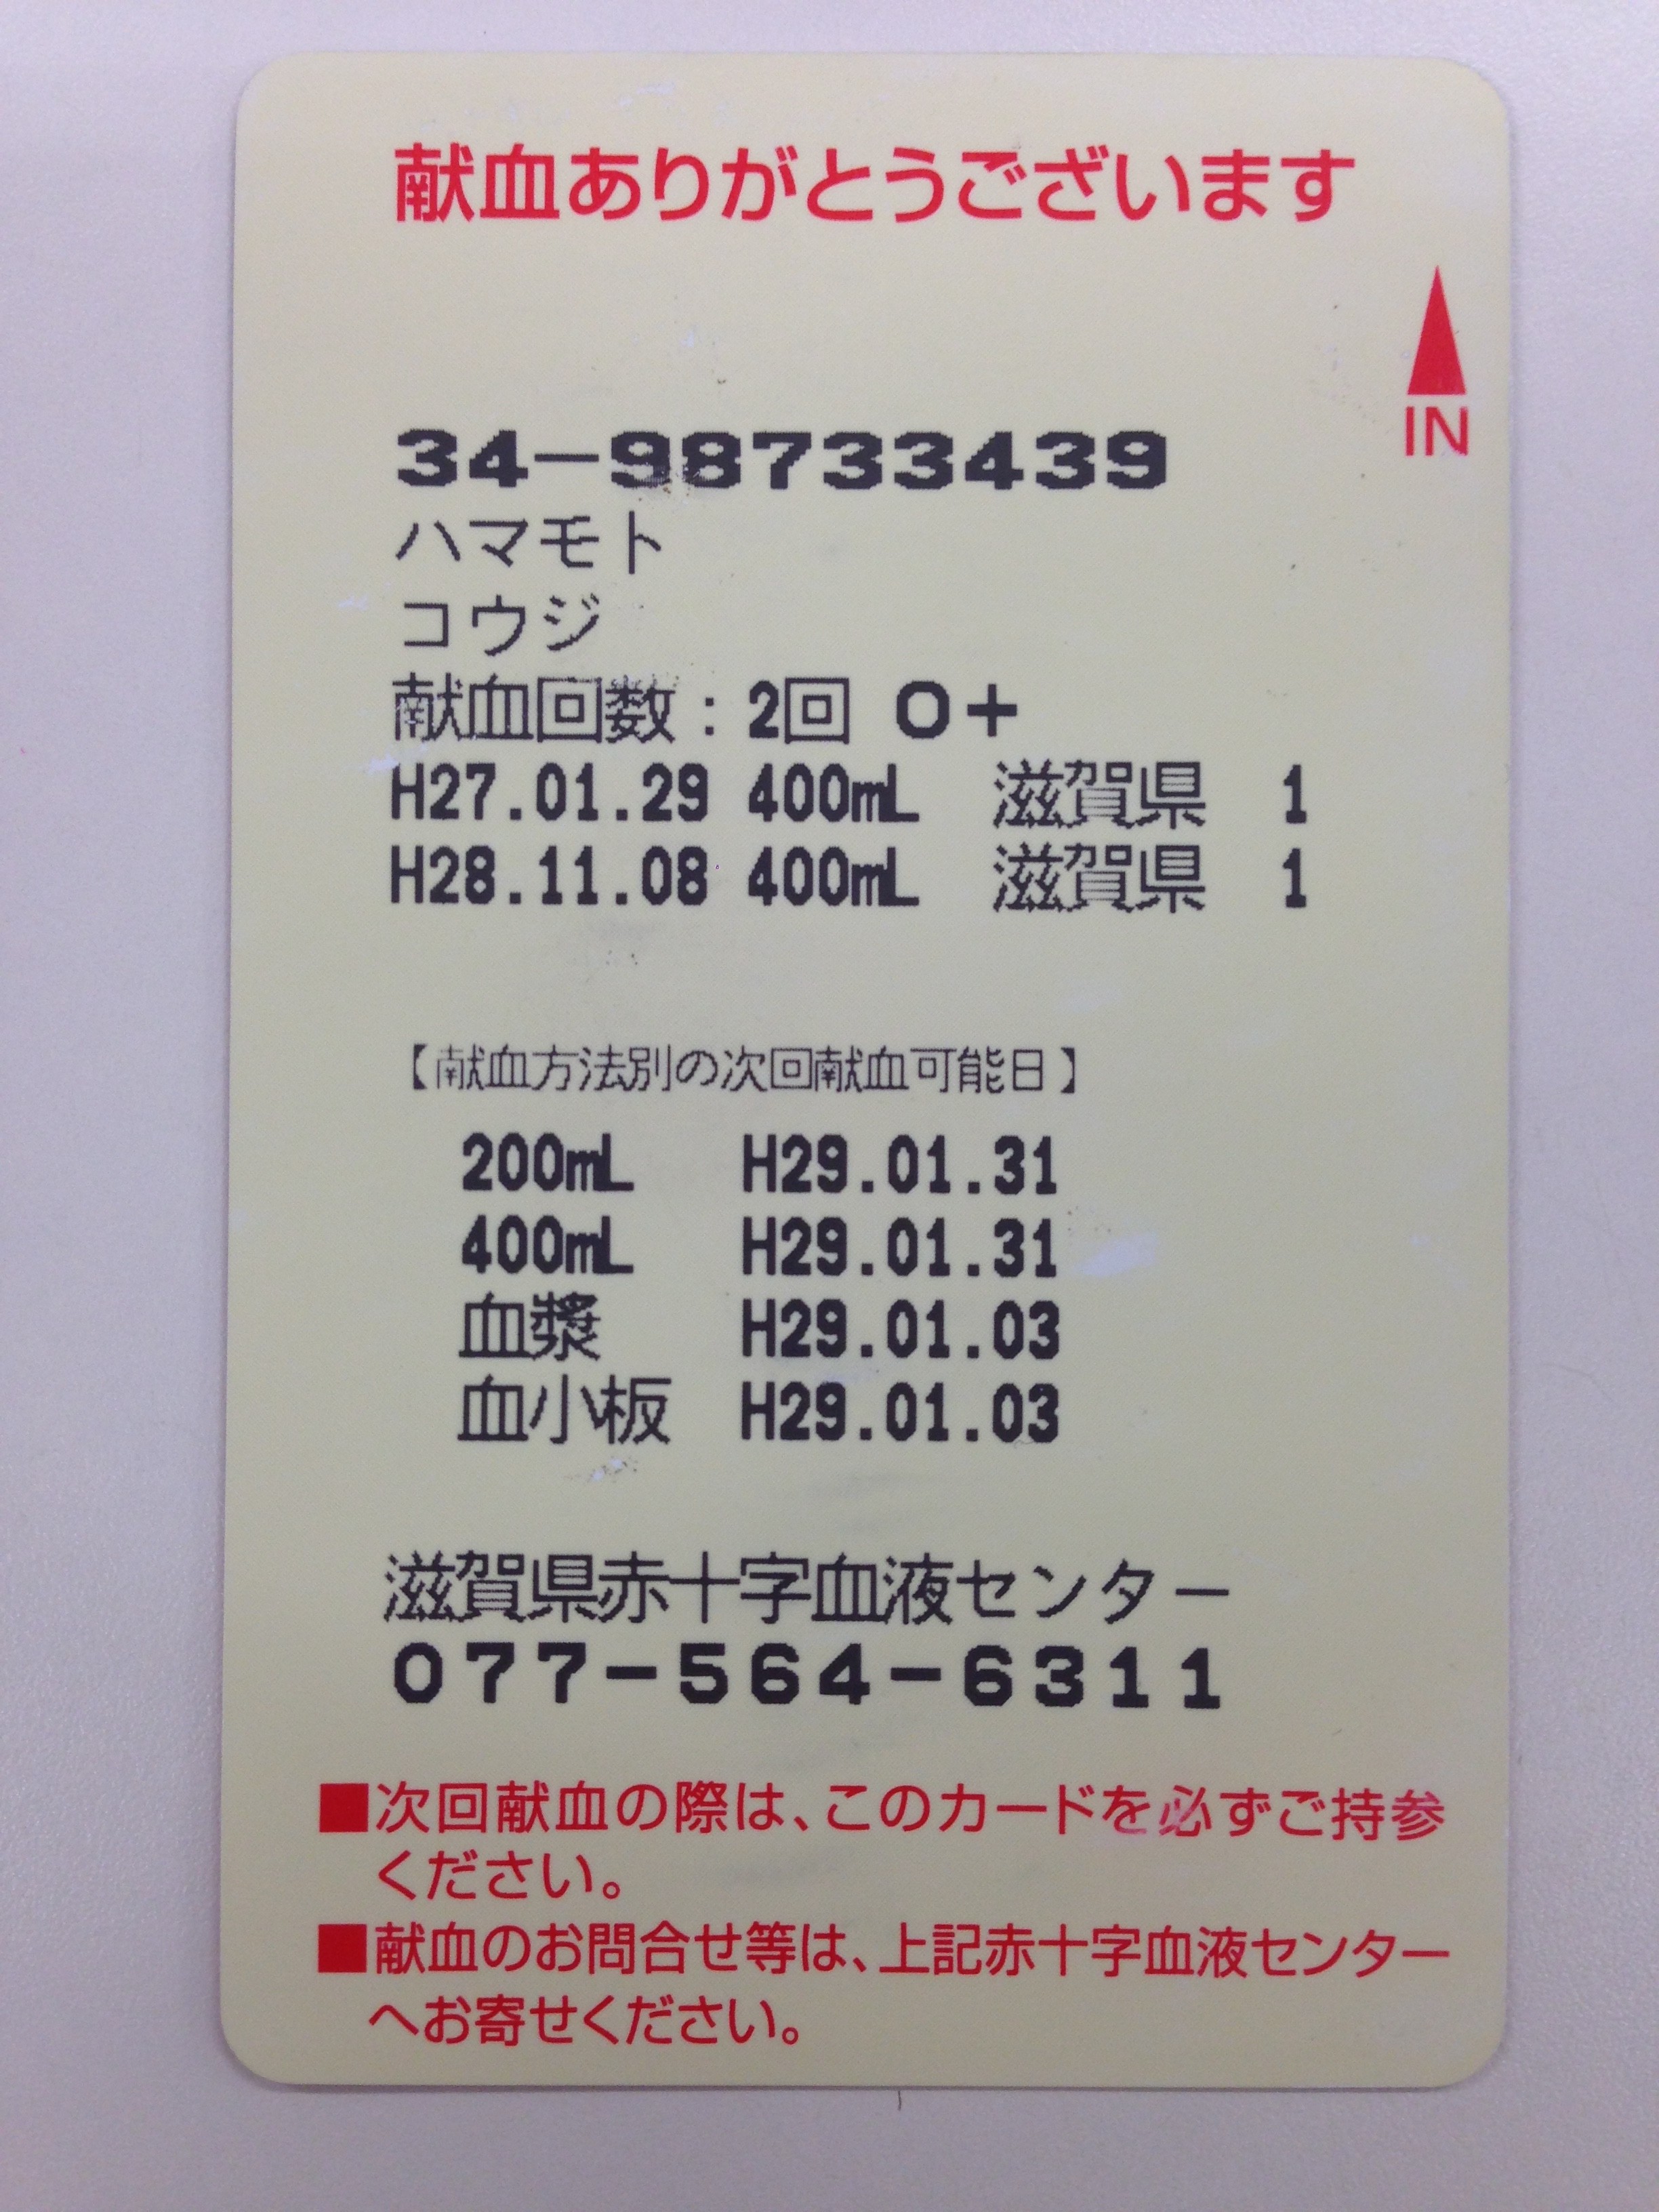 献血ありがとうございます
IN
34-98733439
ハマモト
コウジ
献血回数：2回 O+
H27.01.29 400mL 滋賀県 1
H28.11.08 400mL 滋賀県 1
【献血方法別の次回献血可能日】
200mL H29.01.31
400mL H29.01.31
血漿 H29.01.03
血小板 H29.01.03
滋賀県赤十字血液センター
077-564-6311
■次回献血の際は、このカードを必ずご持参
ください。
■献血のお問合せ等は、上記赤十字血液センター
へお寄せください。